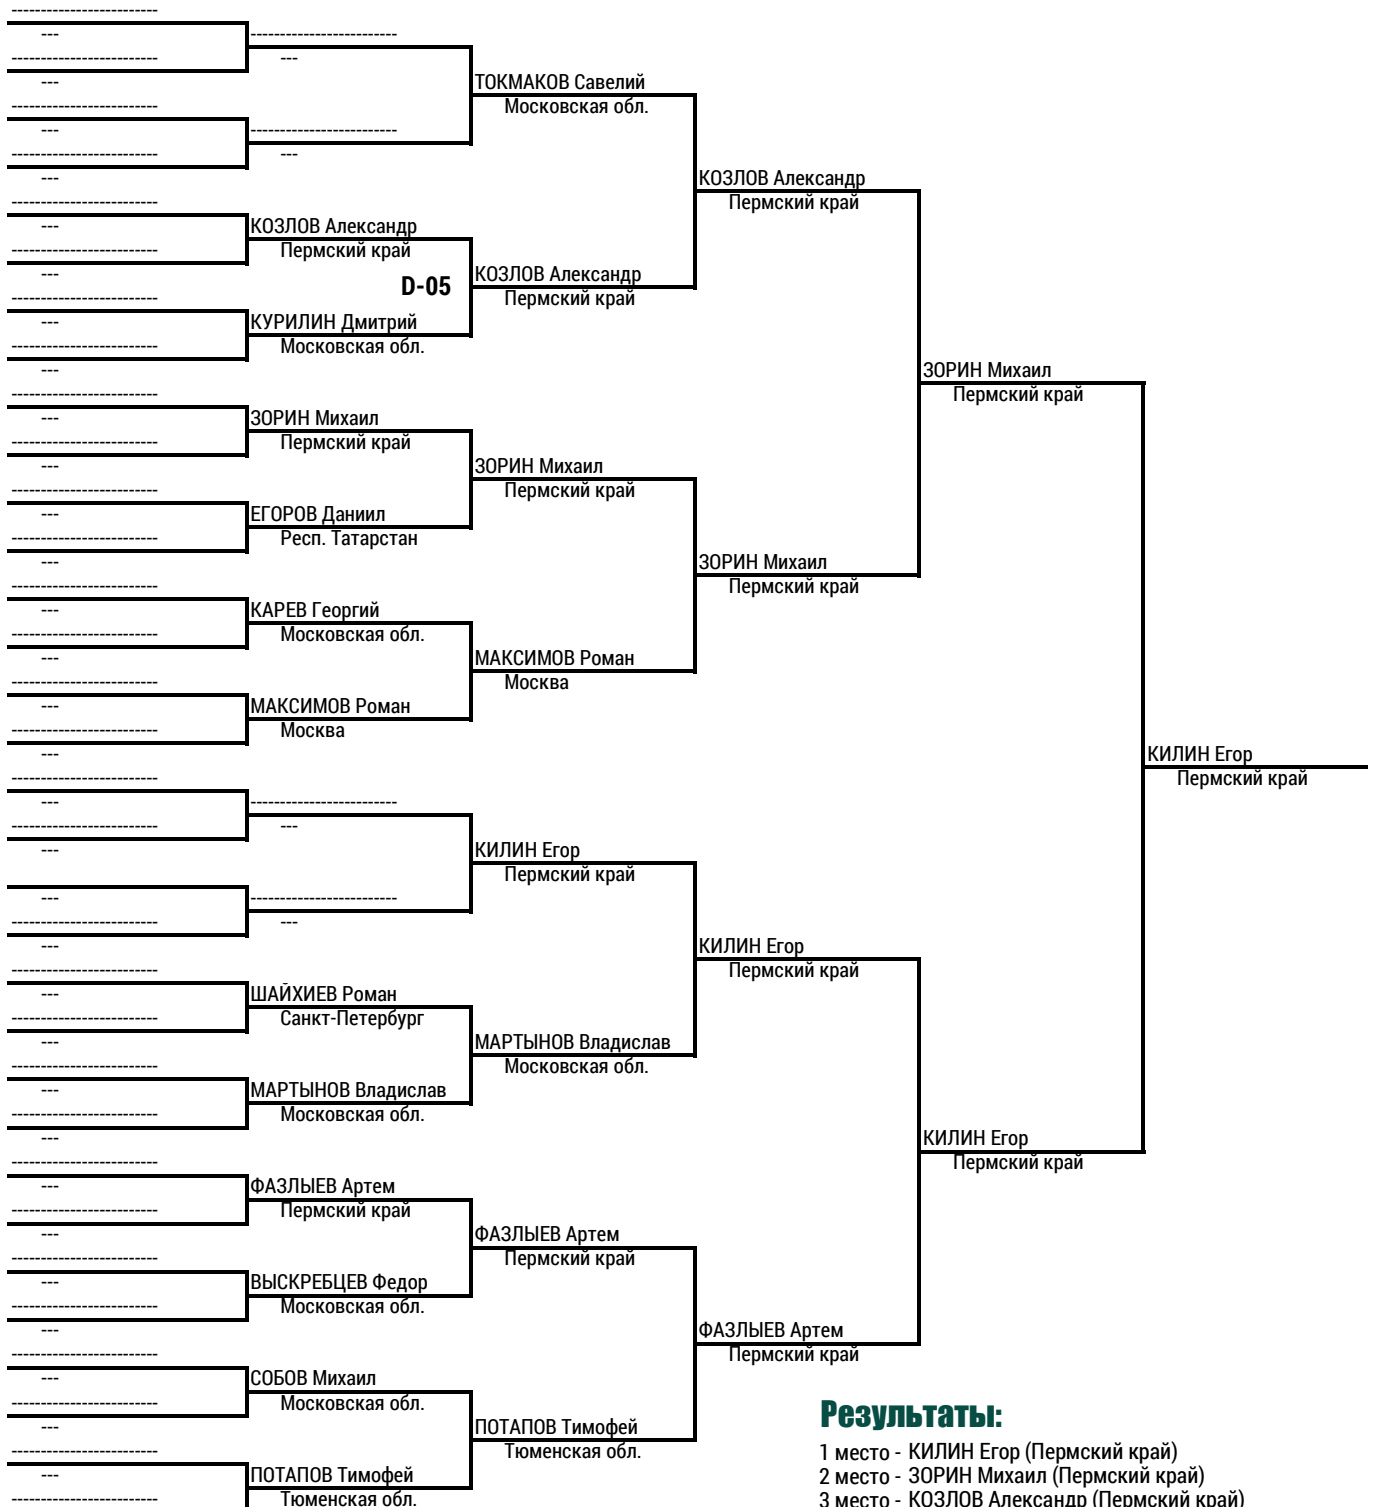 -------------------------
---
-------------------------
---
-------------------------
---
-------------------------
---
-------------------------
---
-------------------------
---
-------------------------
---
-------------------------
---
-------------------------
---
-------------------------
---
-------------------------
---
-------------------------
---
-------------------------
---
-------------------------
---
-------------------------
---
-------------------------
---
-------------------------
---
-------------------------
---
---
-------------------------
---
-------------------------
---
-------------------------
---
-------------------------
---
-------------------------
---
-------------------------
---
-------------------------
---
-------------------------
---
-------------------------
---
-------------------------
---
-------------------------
---
-------------------------
---
-------------------------
---
-------------------------
-------------------------
---
-------------------------
---
КОЗЛОВ Александр
Пермский край
D-05
КУРИЛИН Дмитрий
Московская обл.
ЗОРИН Михаил
Пермский край
ЕГОРОВ Даниил
Респ. Татарстан
КАРЕВ Георгий
Московская обл.
МАКСИМОВ Роман
Москва
-------------------------
---
-------------------------
---
ШАЙХИЕВ Роман
Санкт-Петербург
МАРТЫНОВ Владислав
Московская обл.
ФАЗЛЫЕВ Артем
Пермский край
ВЫСКРЕБЦЕВ Федор
Московская обл.
СОБОВ Михаил
Московская обл.
ПОТАПОВ Тимофей
Тюменская обл.
ТОКМАКОВ Савелий
Московская обл.
КОЗЛОВ Александр
Пермский край
ЗОРИН Михаил
Пермский край
МАКСИМОВ Роман
Москва
КИЛИН Егор
Пермский край
МАРТЫНОВ Владислав
Московская обл.
ФАЗЛЫЕВ Артем
Пермский край
ПОТАПОВ Тимофей
Тюменская обл.
КОЗЛОВ Александр
Пермский край
ЗОРИН Михаил
Пермский край
КИЛИН Егор
Пермский край
ФАЗЛЫЕВ Артем
Пермский край
ЗОРИН Михаил
Пермский край
КИЛИН Егор
Пермский край
КИЛИН Егор
Пермский край
Результаты:
1 место - КИЛИН Егор (Пермский край)
2 место - ЗОРИН Михаил (Пермский край)
3 место - КОЗЛОВ Александр (Пермский край)